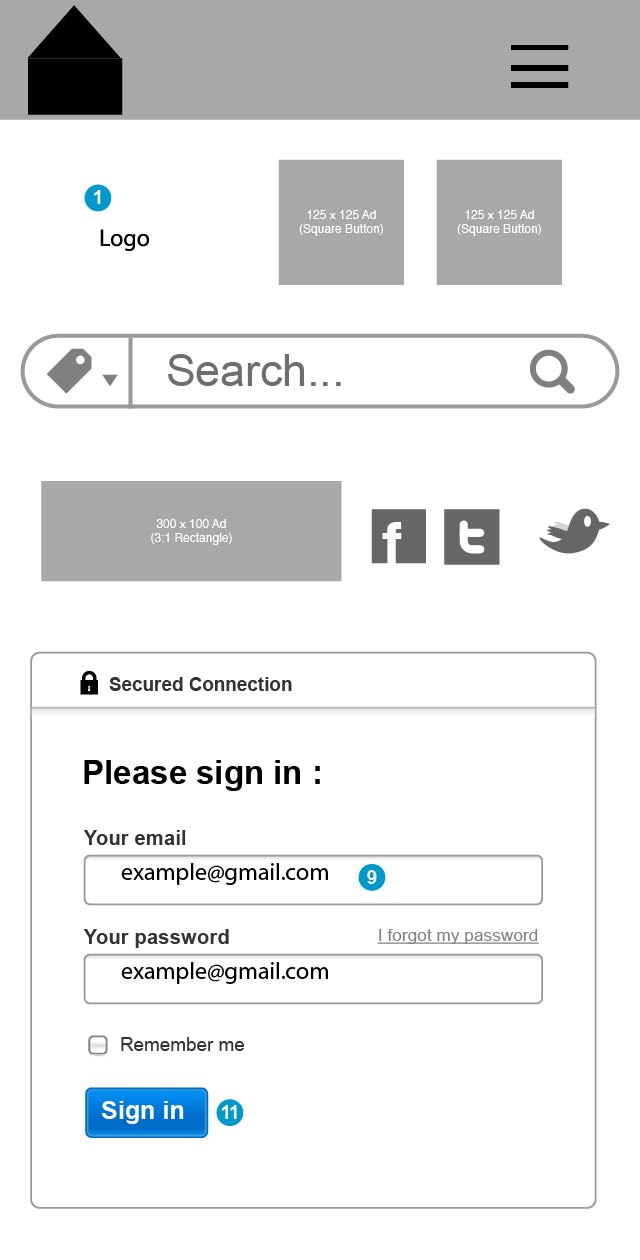 1
Logo
125 x 125 Ad
(Square Button)
125 x 125 Ad
(Square Button)
Search...
300 x 100 Ad
(3:1 Rectangle)
f
t
Secured Connection
Please sign in :
Your email
example@gmail.com 9
Your password I forgot my password
example@gmail.com
Remember me
Sign in 11